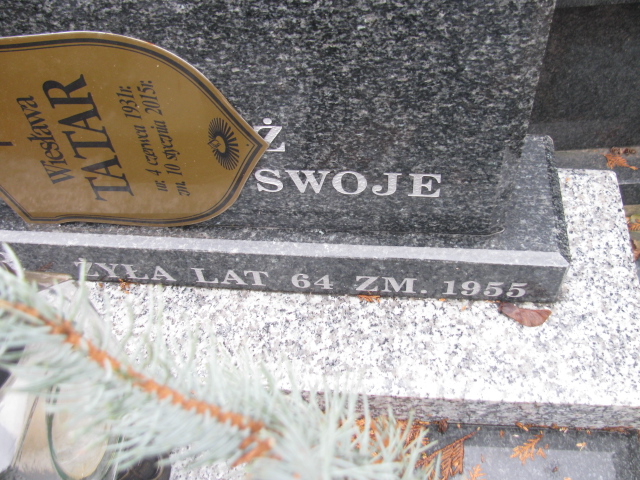 Wiesława
TATAR
ur. 4 czerwca 1931r.
zm. 10 stycznia 2015r.
Ż
SWOJE
ŻYŁA LAT 64 ZM. 1955